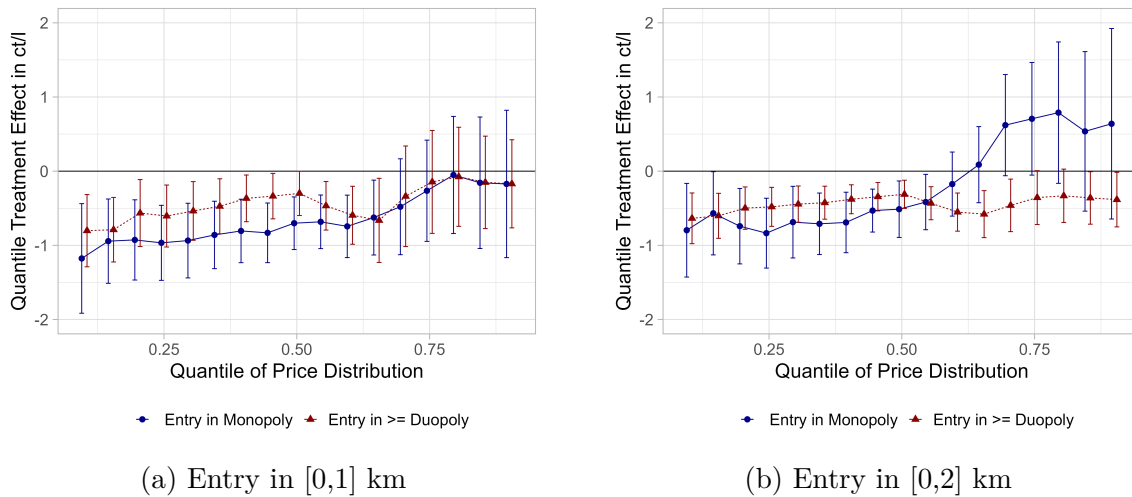 Quantile Treatment Effect in ct/l
2
1
0
-1
-2
0.25 0.50 0.75
Quantile of Price Distribution
Entry in Monopoly Entry in >= Duopoly
(a) Entry in [0,1] km
Quantile Treatment Effect in ct/l
2
1
0
-1
-2
0.25 0.50 0.75
Quantile of Price Distribution
Entry in Monopoly Entry in >= Duopoly
(b) Entry in [0,2] km